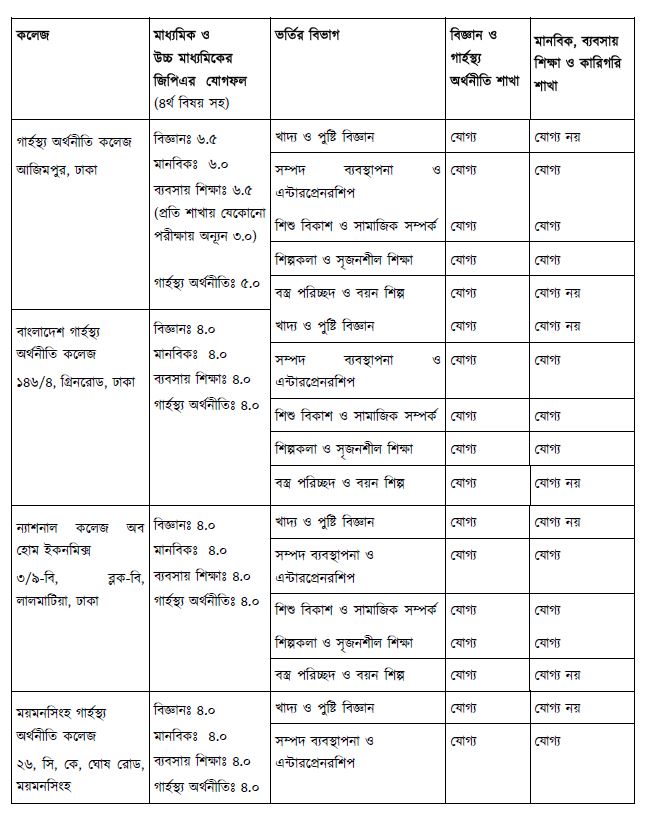 কলেজ
মাধ্যমিক ও
উচ্চ মাধ্যমিকের
জিপিএর যোগফল
(৪র্থ বিষয় সহ)
ভর্তির বিভাগ
বিজ্ঞান ও
গার্হস্থ্য
অর্থনীতি শাখা
মানবিক, ব্যবসায়
শিক্ষা ও কারিগরি
শাখা
গার্হস্থ্য অর্থনীতি কলেজ
আজিমপুর, ঢাকা
বিজ্ঞানঃ ৬.৫
মানবিকঃ ৬.০
ব্যবসায় শিক্ষাঃ ৬.৫
(প্রতি শাখায় যেকোনো
পরীক্ষায় অন্যূন ৩.০)
গার্হস্থ্য অর্থনীতিঃ ৫.০
খাদ্য ও পুষ্টি বিজ্ঞান যোগ্য যোগ্য নয়
সম্পদ ব্যবস্থাপনা ও যোগ্য যোগ্য
এন্টারপ্রেনরশিপ
শিশু বিকাশ ও সামাজিক সম্পর্ক যোগ্য যোগ্য
শিল্পকলা ও সৃজনশীল শিক্ষা যোগ্য যোগ্য
বস্ত্র পরিচ্ছদ ও বয়ন শিল্প যোগ্য যোগ্য নয়
বাংলাদেশ গার্হস্থ্য
অর্থনীতি কলেজ
১৪৬/৪, গ্রিনরোড, ঢাকা
বিজ্ঞানঃ ৪.০
মানবিকঃ ৪.০
ব্যবসায় শিক্ষাঃ ৪.০
গার্হস্থ্য অর্থনীতিঃ ৪.০
খাদ্য ও পুষ্টি বিজ্ঞান যোগ্য যোগ্য নয়
সম্পদ ব্যবস্থাপনা ও যোগ্য যোগ্য
এন্টারপ্রেনরশিপ
শিশু বিকাশ ও সামাজিক সম্পর্ক যোগ্য যোগ্য
শিল্পকলা ও সৃজনশীল শিক্ষা যোগ্য যোগ্য
বস্ত্র পরিচ্ছদ ও বয়ন শিল্প যোগ্য যোগ্য নয়
ন্যাশনাল কলেজ অব
হোম ইকনমিক্স
৩/৯-বি, ব্লক-বি,
লালমাটিয়া, ঢাকা
বিজ্ঞানঃ ৪.০
মানবিকঃ ৪.০
ব্যবসায় শিক্ষাঃ ৪.০
গার্হস্থ্য অর্থনীতিঃ ৪.০
খাদ্য ও পুষ্টি বিজ্ঞান যোগ্য যোগ্য নয়
সম্পদ ব্যবস্থাপনা ও যোগ্য যোগ্য
এন্টারপ্রেনরশিপ
শিশু বিকাশ ও সামাজিক সম্পর্ক যোগ্য যোগ্য
শিল্পকলা ও সৃজনশীল শিক্ষা যোগ্য যোগ্য
বস্ত্র পরিচ্ছদ ও বয়ন শিল্প যোগ্য যোগ্য নয়
ময়মনসিংহ গার্হস্থ্য
অর্থনীতি কলেজ
২৬, সি, কে, ঘোষ রোড,
ময়মনসিংহ
বিজ্ঞানঃ ৪.০
মানবিকঃ ৪.০
ব্যবসায় শিক্ষাঃ ৪.০
গার্হস্থ্য অর্থনীতিঃ ৪.০
খাদ্য ও পুষ্টি বিজ্ঞান যোগ্য যোগ্য নয়
সম্পদ ব্যবস্থাপনা ও যোগ্য যোগ্য
এন্টারপ্রেনরশিপ